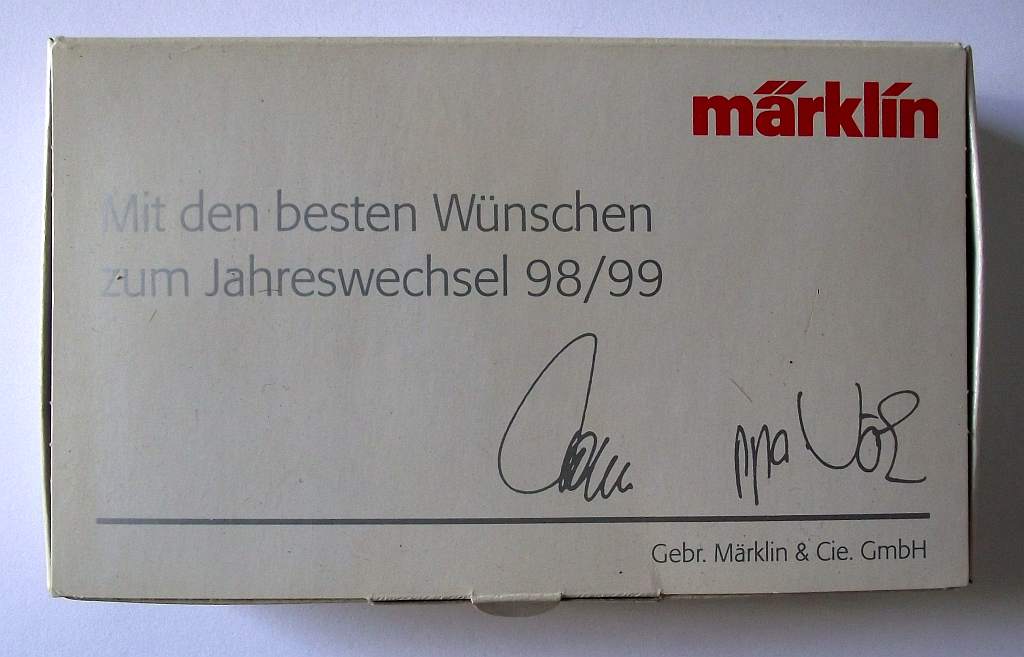 märklin
Mit den besten Wünschen
zum Jahreswechsel 98/99
Gebr. Märklin & Cie. GmbH